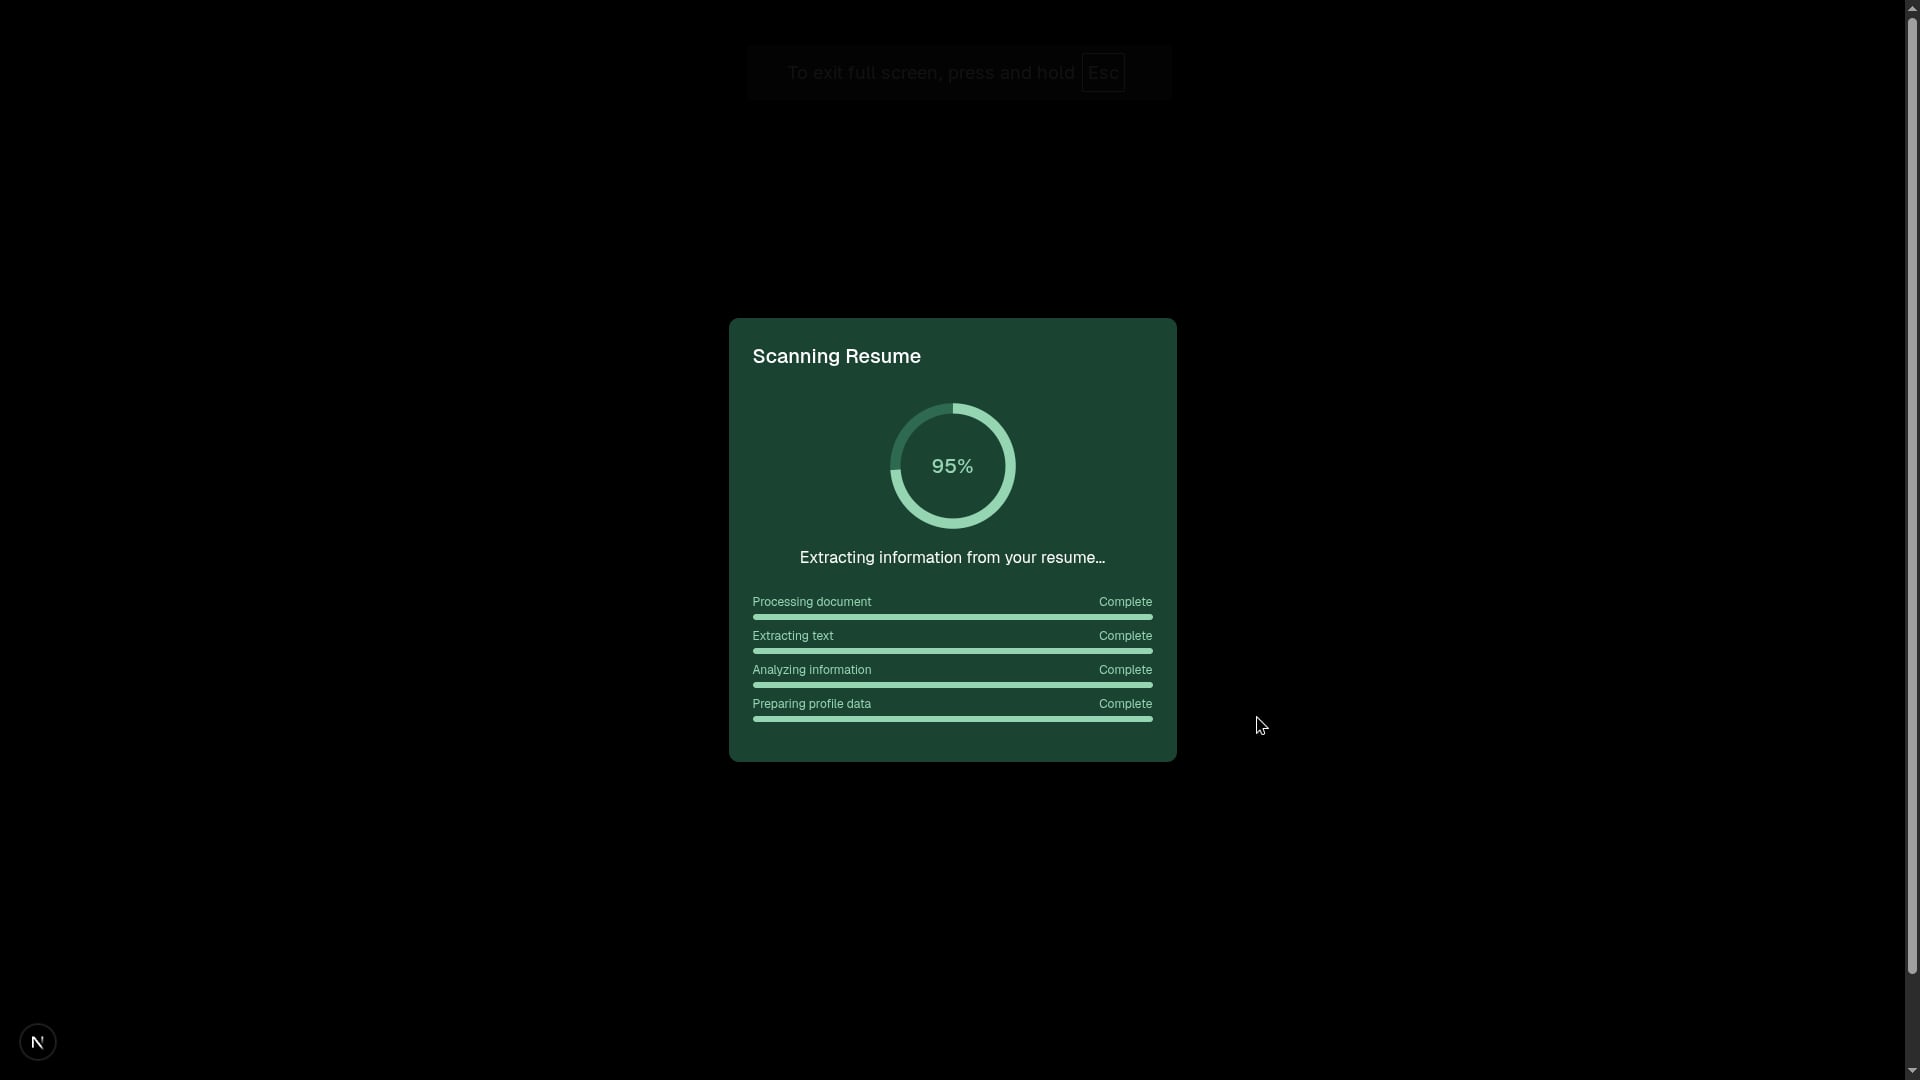 To exit full screen, press and hold Esc
Scanning Resume
95%
Extracting information from your resume...
Processing document Complete
Extracting text Complete
Analyzing information Complete
Preparing profile data Complete
N